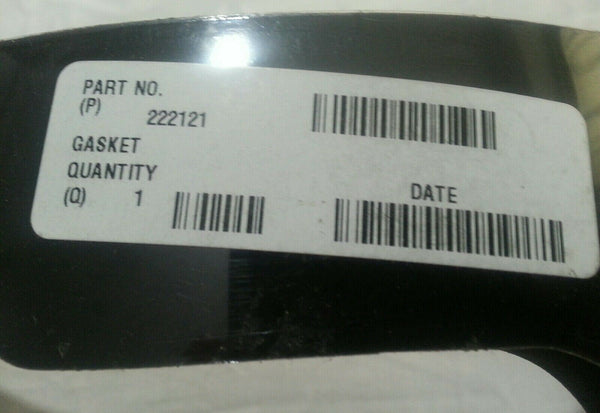 PART NO.
(P) 222121
GASKET
QUANTITY
(Q) 1
DATE